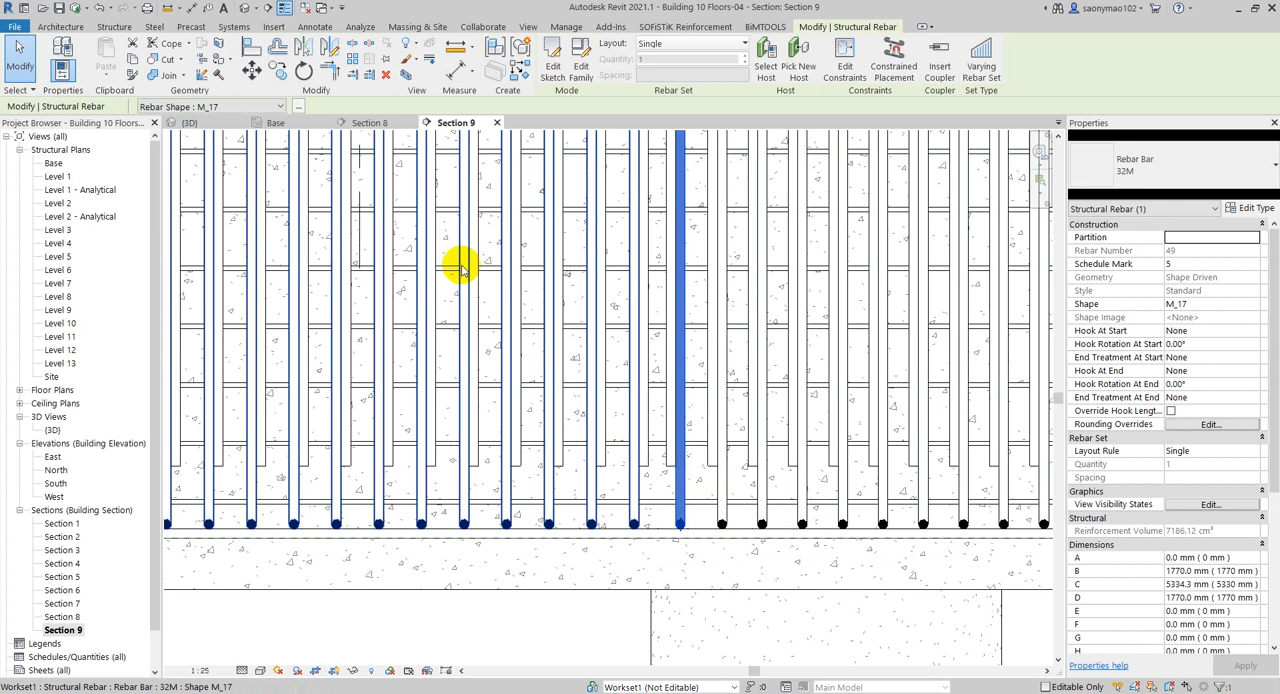 Autodesk Revit 2021.1 - Building 10 Floors-04 - Section: Section 9
saonymao102
File Architecture Structure Steel Precast Systems Insert Annotate Analyze Massing & Site Collaborate View Manage Add-Ins SOFiSTiK Reinforcement BiMTOOLS Modify | Structural Rebar
Modify
Paste
Cope
Cut
Join
Layout: Single
Quantity: 1
Spacing:
Edit Sketch
Edit Family
Select Host
Pick New Host
Edit Constraints
Constrained Placement
Insert Coupler
Varying Rebar Set
Select Properties Clipboard Geometry Modify View Measure Create Mode Rebar Set Host Constraints Coupler Set Type
Modify | Structural Rebar
Rebar Shape : M_17
...
Project Browser - Building 10 Floors...
{3D}
Base
Section 8
Section 9
Views (all)
Structural Plans
Base
Level 1
Level 1 - Analytical
Level 2
Level 2 - Analytical
Level 3
Level 4
Level 5
Level 6
Level 7
Level 8
Level 9
Level 10
Level 11
Level 12
Level 13
Site
Floor Plans
Ceiling Plans
3D Views
{3D}
Elevations (Building Elevation)
East
North
South
West
Sections (Building Section)
Section 1
Section 2
Section 3
Section 4
Section 5
Section 6
Section 7
Section 8
Section 9
Legends
Schedules/Quantities (all)
Sheets (all)
Properties
Rebar Bar
32M
Structural Rebar (1)
Edit Type
Construction
Partition
Rebar Number 49
Schedule Mark 5
Geometry Shape Driven
Style Standard
Shape M_17
Shape Image <None>
Hook At Start None
Hook Rotation At Start 0.00°
End Treatment At Start None
Hook At End None
Hook Rotation At End 0.00°
End Treatment At End None
Override Hook Leng...
Rounding Overrides Edit...
Rebar Set
Layout Rule Single
Quantity 1
Spacing
Graphics
View Visibility States Edit...
Structural
Reinforcement Volume 7186.12 cm³
Dimensions
A 0.0 mm ( 0 mm )
B 1770.0 mm ( 1770 mm )
C 5334.3 mm ( 5330 mm )
D 1770.0 mm ( 1770 mm )
E 0.0 mm ( 0 mm )
F 0.0 mm ( 0 mm )
G 0.0 mm ( 0 mm )
H 0.0 mm ( 0 mm )
Properties help
Apply
1 : 25
Workset1 : Structural Rebar : Rebar Bar : 32M : Shape M_17
Workset1 (Not Editable)
:0
Main Model
Editable Only
:1